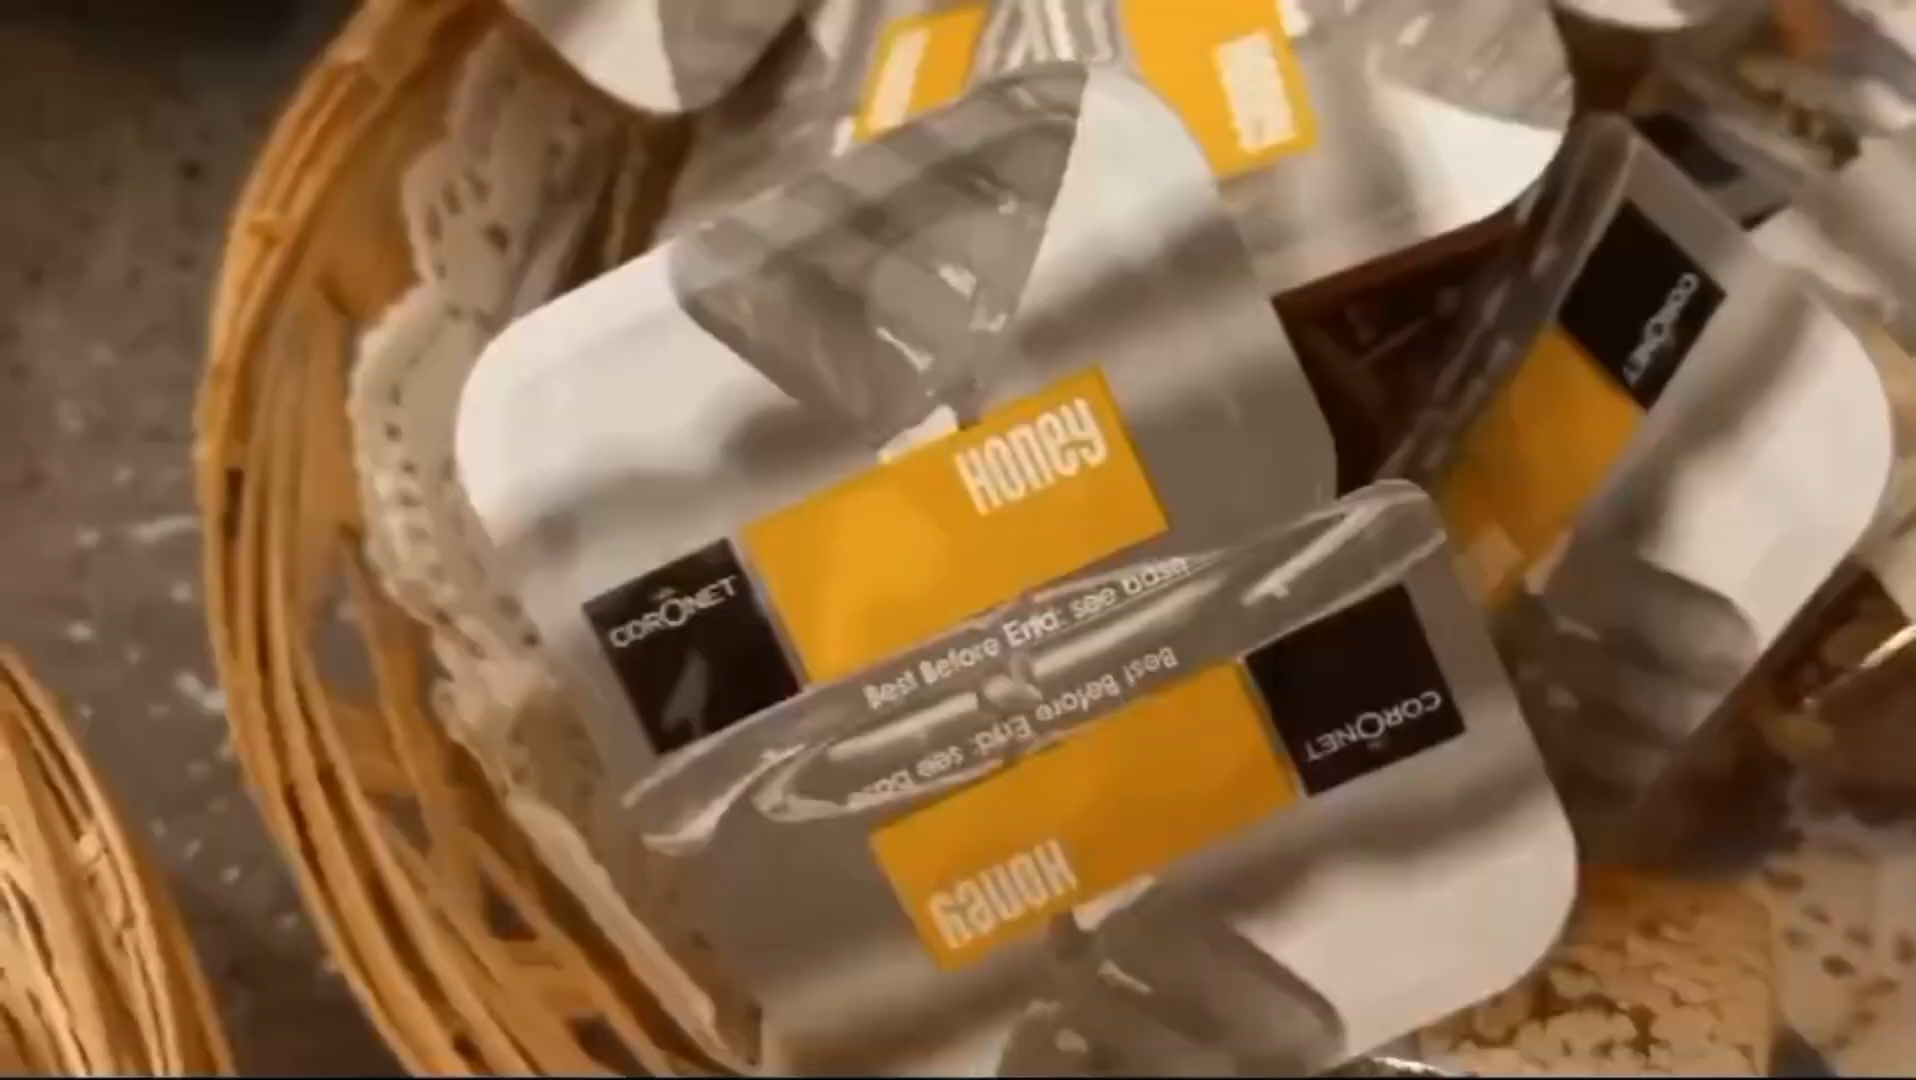 Honey
CORONET
Best Before End: see base
Best Before End: see base
CORONET
Honey
CORONET